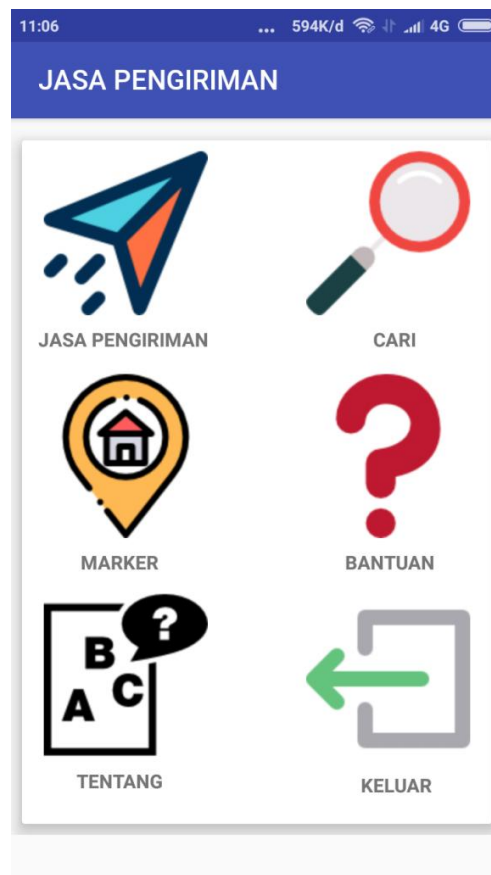 11:06 ... 594K/d 4G
JASA PENGIRIMAN
JASA PENGIRIMAN CARI
MARKER BANTUAN
?
B
A C
TENTANG KELUAR